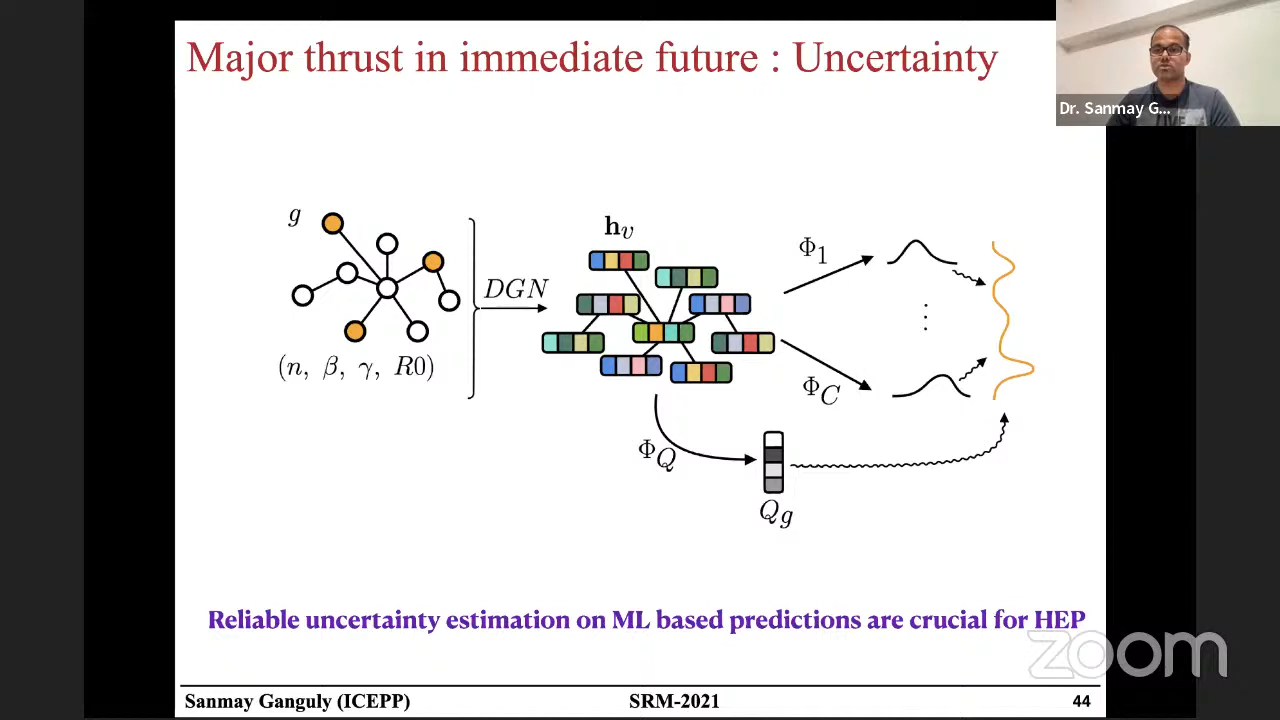 Major thrust in immediate future : Uncertainty
Dr. Sanmay G...
g
h_v
Φ_1
DGN
(n, β, γ, R0)
Φ_C
Φ_Q
Q_g
Reliable uncertainty estimation on ML based predictions are crucial for HEP
zoom
Sanmay Ganguly (ICEPP) SRM-2021 44